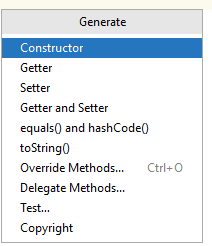 Generate
Constructor
Getter
Setter
Getter and Setter
equals() and hashCode()
toString()
Override Methods... Ctrl+O
Delegate Methods...
Test...
Copyright